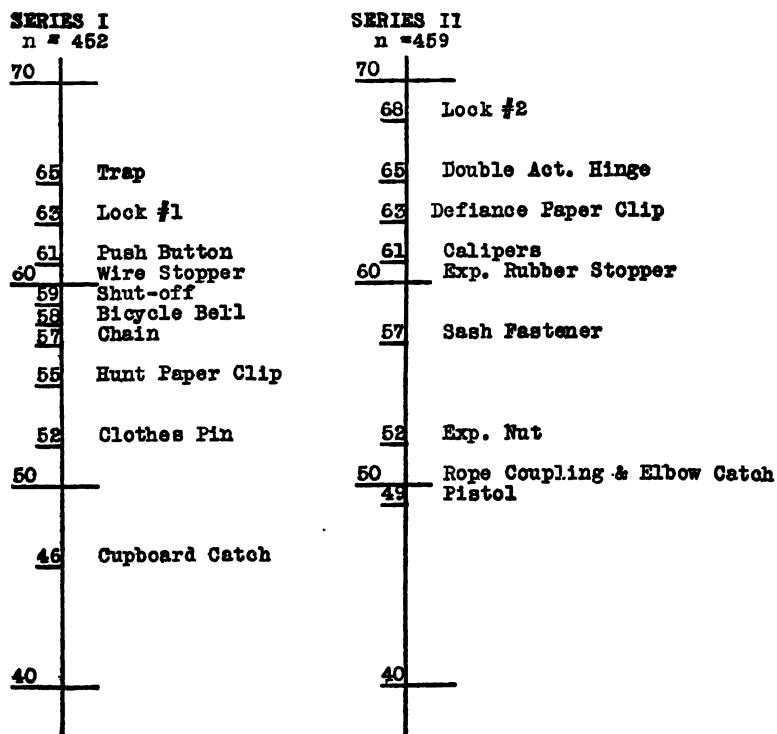 SERIES I
n = 452
70
65 Trap
63 Lock #1
61 Push Button
60 Wire Stopper
59 Shut-off
58 Bicycle Bell
57 Chain
55 Hunt Paper Clip
52 Clothes Pin
50
46 Cupboard Catch
40
SERIES II
n =459
70
68 Lock #2
65 Double Act. Hinge
63 Defiance Paper Clip
61 Calipers
60 Exp. Rubber Stopper
57 Sash Fastener
52 Exp. Nut
50 Rope Coupling & Elbow Catch
49 Pistol
40